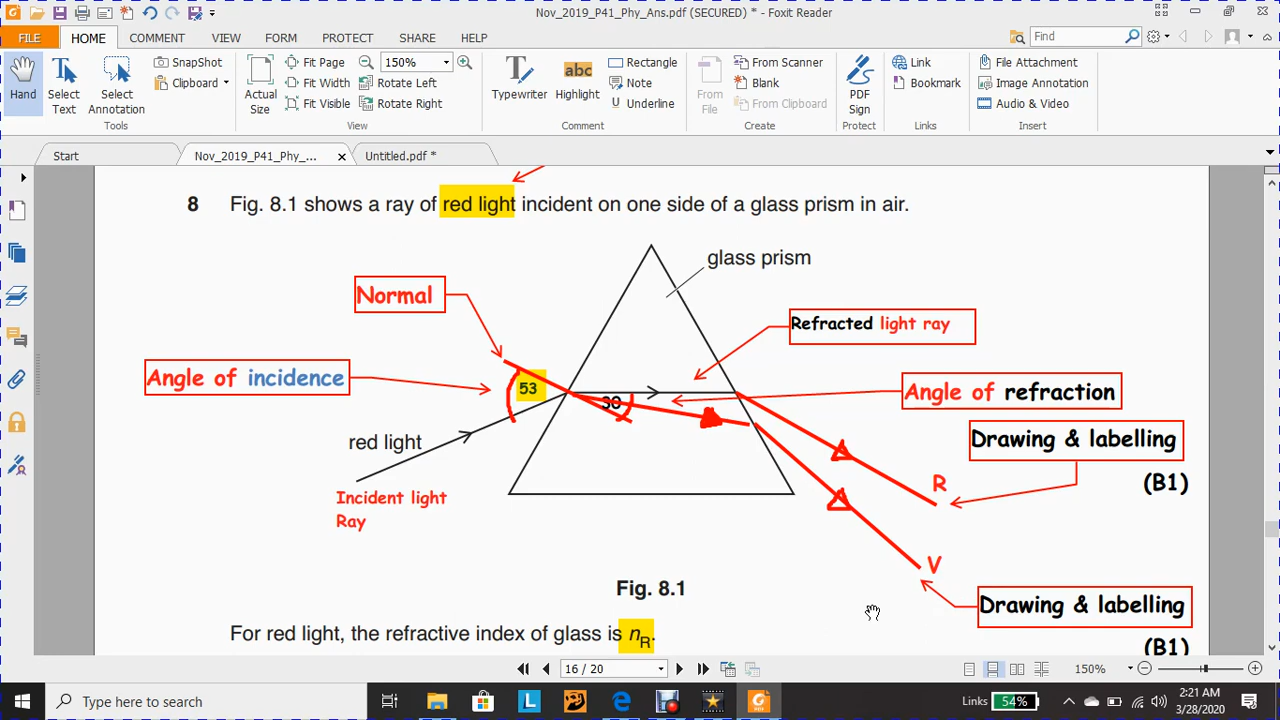 Nov_2019_P41_Phy_Ans.pdf (SECURED) * - Foxit Reader
FILE HOME COMMENT VIEW FORM PROTECT SHARE HELP
Find
Hand
Select Text
Select Annotation
SnapShot
Clipboard
Tools
Actual Size
Fit Page
Fit Width
Fit Visible
150%
Rotate Left
Rotate Right
View
Typewriter
Highlight
Rectangle
Note
Underline
Comment
From File
From Scanner
Blank
From Clipboard
Create
PDF Sign
Protect
Link
Bookmark
Links
File Attachment
Image Annotation
Audio & Video
Insert
Start
Nov_2019_P41_Phy_...
Untitled.pdf *
8 Fig. 8.1 shows a ray of red light incident on one side of a glass prism in air.
glass prism
Normal
Refracted light ray
Angle of incidence
53
30
Angle of refraction
red light
Drawing & labelling
(B1)
R
Incident light
Ray
V
Fig. 8.1
Drawing & labelling
(B1)
For red light, the refractive index of glass is nR.
16 / 20
150%
Type here to search
Links
54%
2:21 AM
3/28/2020